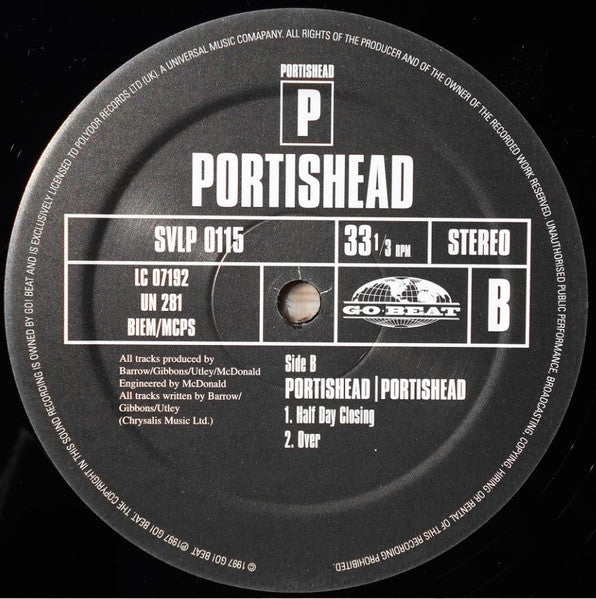 PORTISHEAD
P
PORTISHEAD
SVLP 0115
33 1/3 RPM
STEREO
LC 07192
UN 281
BIEM/MCPS
GO.BEAT
B
All tracks produced by
Barrow/Gibbons/Utley/McDonald
Engineered by McDonald
All tracks written by Barrow/
Gibbons/Utley
(Chrysalis Music Ltd.)
Side B
PORTISHEAD | PORTISHEAD
1. Half Day Closing
2. Over
© 1997 GO! BEAT ℗ 1997 GO! BEAT THE COPYRIGHT IN THIS SOUND RECORDING IS OWNED BY GO! BEAT AND IS EXCLUSIVELY LICENSED TO POLYDOR RECORDS LTD (UK). A UNIVERSAL MUSIC COMAPANY. ALL RIGHTS OF THE PRODUCER AND OF THE OWNER OF THE RECORDED WORK RESERVED. UNAUTHORISED PUBLIC PERFORMANCE, BROADCASTING, COPYING, HIRING OR RENTAL OF THIS RECORDING PROHIBITED.